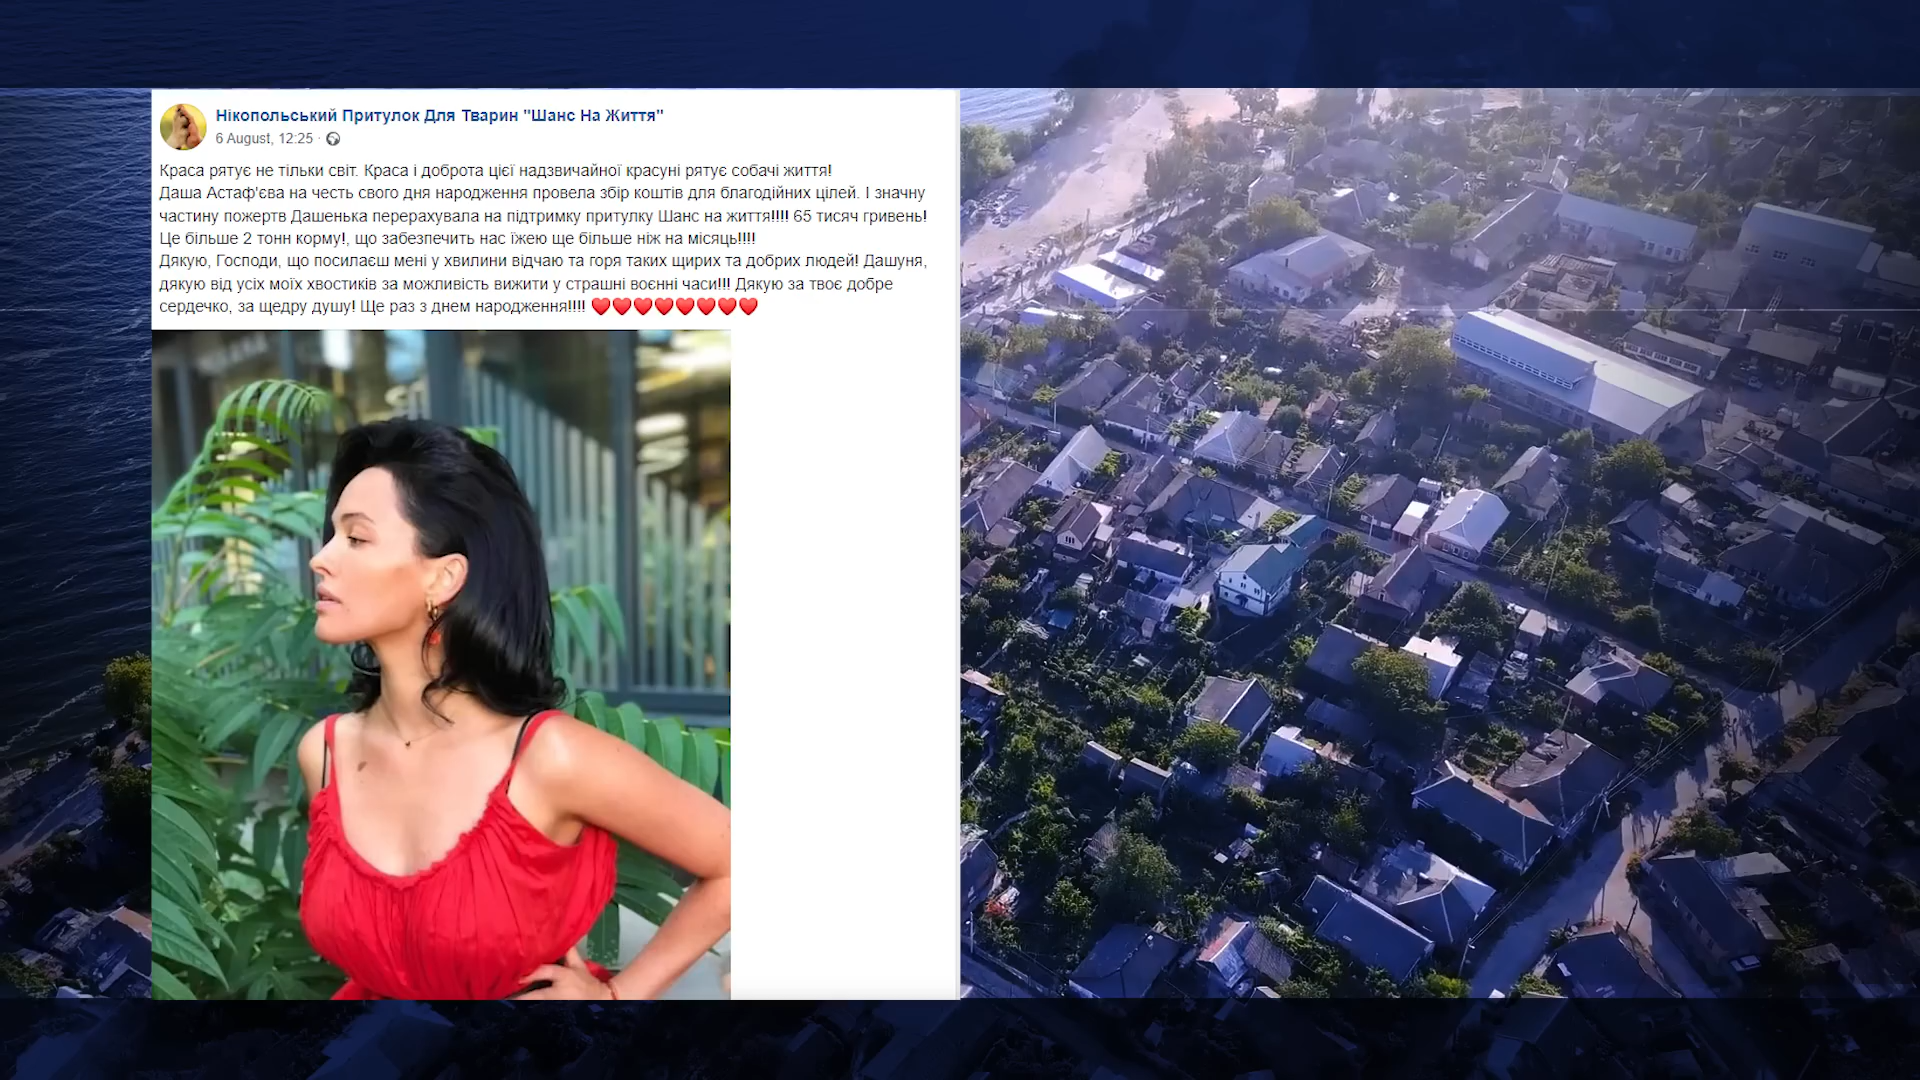 Нікопольський Притулок Для Тварин "Шанс На Життя"
6 August, 12:25 ·
Краса рятує не тільки світ. Краса і доброта цієї надзвичайної красуні рятує собачі життя!
Даша Астаф'єва на честь свого дня народження провела збір коштів для благодійних цілей. І значну
частину пожертв Дашенька перерахувала на підтримку притулку Шанс на життя!!!! 65 тисяч гривень!
Це більше 2 тонн корму!, що забезпечить нас їжею ще більше ніж на місяць!!!!
Дякую, Господи, що посилаєш мені у хвилини відчаю та горя таких щирих та добрих людей! Дашуня,
дякую від усіх моїх хвостиків за можливість вижити у страшні воєнні часи!!! Дякую за твоє добре
сердечко, за щедру душу! Ще раз з днем народження!!!! ❤️❤️❤️❤️❤️❤️❤️❤️